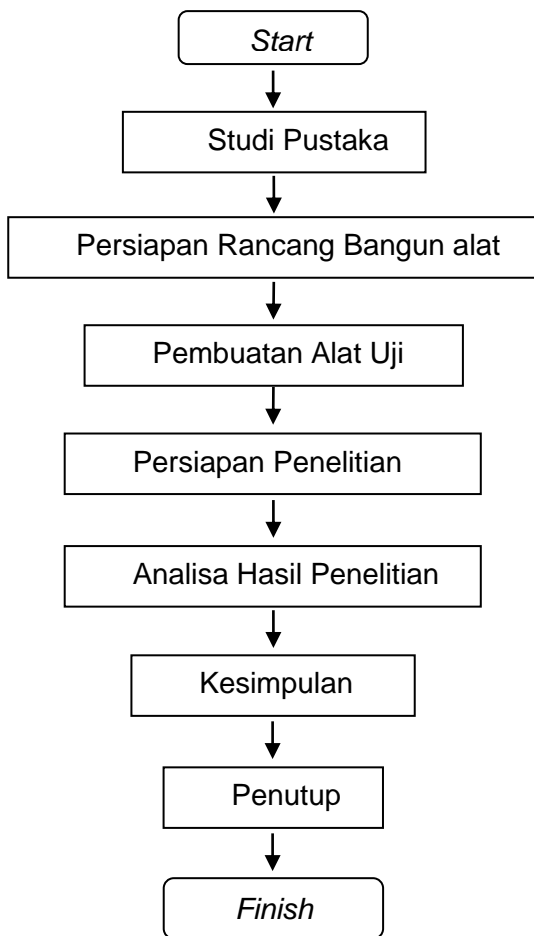 Start
Studi Pustaka
Persiapan Rancang Bangun alat
Pembuatan Alat Uji
Persiapan Penelitian
Analisa Hasil Penelitian
Kesimpulan
Penutup
Finish